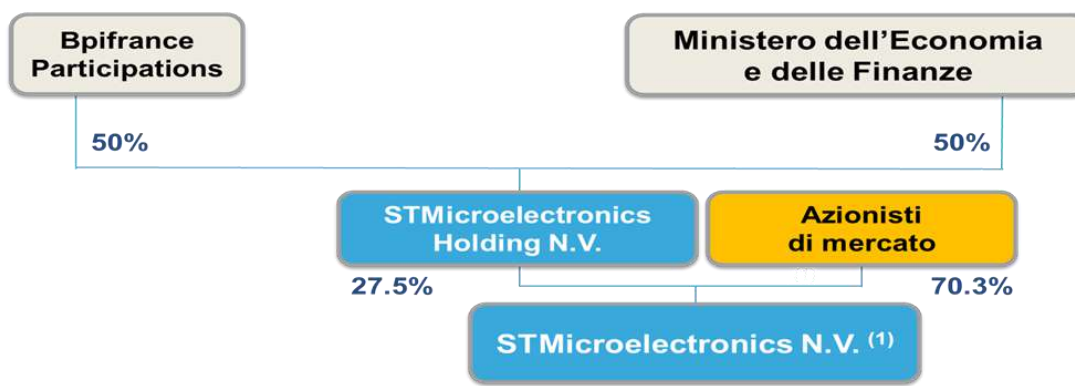 Bpifrance
Participations
Ministero dell’Economia
e delle Finanze
50%
50%
STMicroelectronics
Holding N.V.
Azionisti
di mercato
27.5%
70.3%
STMicroelectronics N.V. (1)